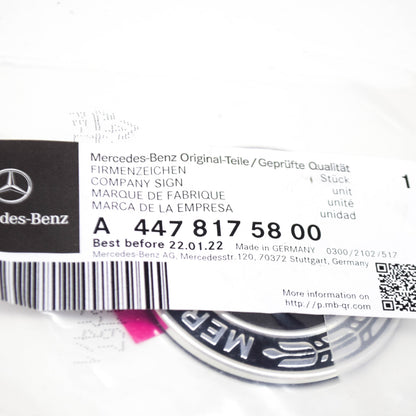 Mercedes-Benz Original-Teile/Geprüfte Qualität
FIRMENZEICHEN
COMPANY SIGN
MARQUE DE FABRIQUE
MARCA DE LA EMPRESA
1
Stück
unit
unité
unidad
des-Benz
A 447 817 58 00
Best before 22.01.22 Made in GERMANY 0300/2102/517
Mercedes-Benz AG, Mercedesstr. 120, 70372 Stuttgart, Germany
More information on
http://p.mb-qr.com
MER